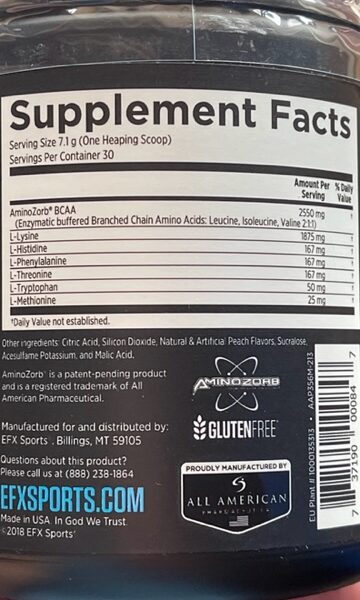 Supplement Facts
Serving Size 7.1 g (One Heaping Scoop)
Servings Per Container 30
Amount Per Serving % Daily Value
AminoZorb® BCAA 2550 mg †
(Enzymatic buffered Branched Chain Amino Acids: Leucine, Isoleucine, Valine 2:1:1)
L-Lysine 1875 mg †
L-Histidine 167 mg †
L-Phenylalanine 167 mg †
L-Threonine 167 mg †
L-Tryptophan 50 mg †
L-Methionine 25 mg †
†Daily Value not established.
Other ingredients: Citric Acid, Silicon Dioxide, Natural & Artificial Peach Flavors, Sucralose,
Acesulfame Potassium, and Malic Acid.
AminoZorb® is a patent-pending product
and is a registered trademark of All
American Pharmaceutical.
AMINOZORB
Manufactured for and distributed by:
EFX Sports®, Billings, MT 59105
GLUTENFREE
Questions about this product?
Please call us at (888) 238-1864
EFXSPORTS.COM
Made in USA. In God We Trust.
©2018 EFX Sports®
PROUDLY MANUFACTURED BY
ALL AMERICAN
PHARMACEUTICAL
EU Plant # 1000135313 • AAP356M-213
7 37190 00084 7